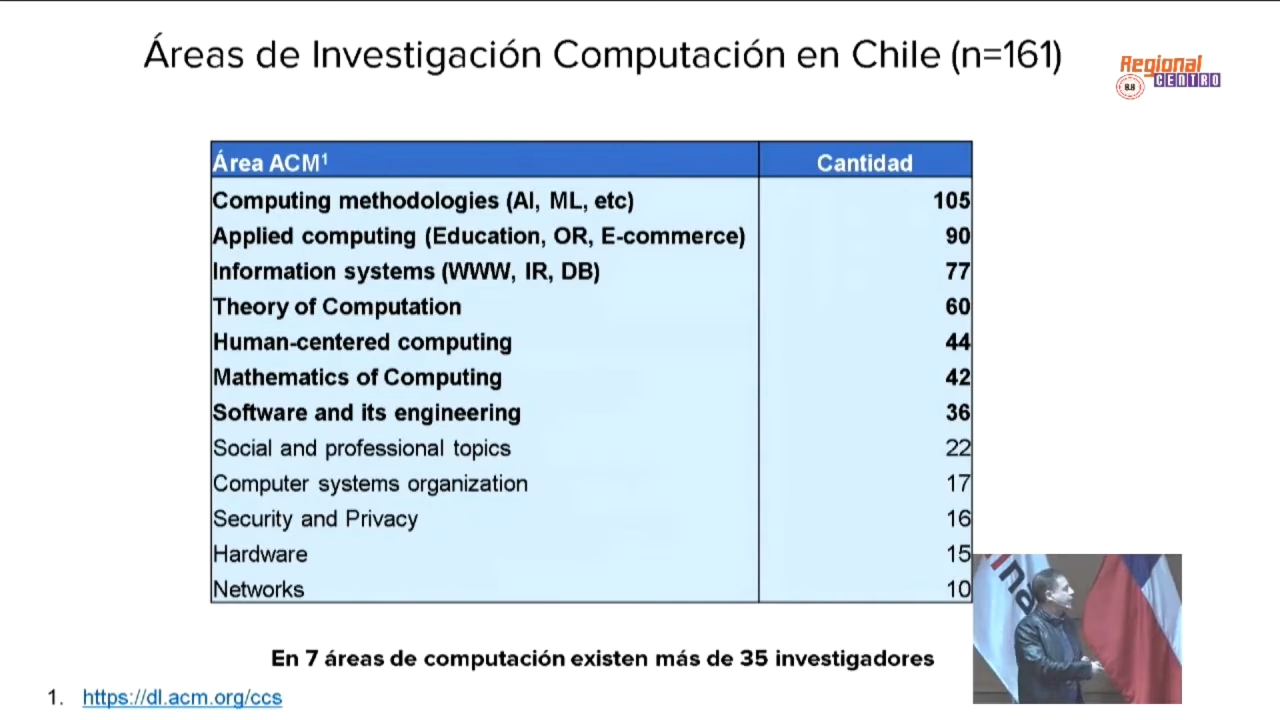 Áreas de Investigación Computación en Chile (n=161)
Regional
8.8 CENTRO
Área ACM¹ Cantidad
Computing methodologies (AI, ML, etc) 105
Applied computing (Education, OR, E-commerce) 90
Information systems (WWW, IR, DB) 77
Theory of Computation 60
Human-centered computing 44
Mathematics of Computing 42
Software and its engineering 36
Social and professional topics 22
Computer systems organization 17
Security and Privacy 16
Hardware 15
Networks 10
En 7 áreas de computación existen más de 35 investigadores
1. https://dl.acm.org/ccs